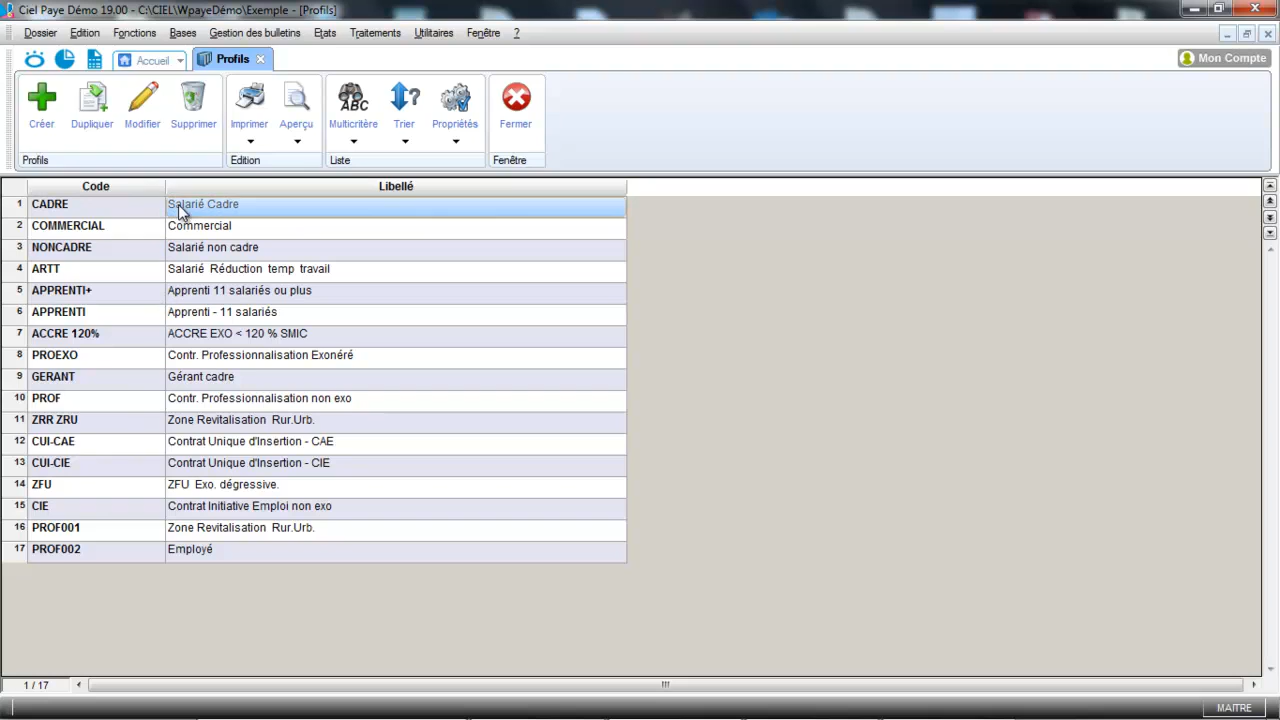 Ciel Paye Démo 19.00 - C:\CIEL\WpayeDémo\Exemple - [Profils]
Dossier Edition Fonctions Bases Gestion des bulletins Etats Traitements Utilitaires Fenêtre ?
Accueil Profils Mon Compte
Créer Dupliquer Modifier Supprimer Imprimer Aperçu ABC Multicritère Trier Propriétés Fermer
Profils Edition Liste Fenêtre
Code Libellé
1 CADRE Salarié Cadre
2 COMMERCIAL Commercial
3 NONCADRE Salarié non cadre
4 ARTT Salarié Réduction temp travail
5 APPRENTI+ Apprenti 11 salariés ou plus
6 APPRENTI Apprenti - 11 salariés
7 ACCRE 120% ACCRE EXO < 120 % SMIC
8 PROEXO Contr. Professionnalisation Exonéré
9 GERANT Gérant cadre
10 PROF Contr. Professionnalisation non exo
11 ZRR ZRU Zone Revitalisation Rur.Urb.
12 CUI-CAE Contrat Unique d'Insertion - CAE
13 CUI-CIE Contrat Unique d'Insertion - CIE
14 ZFU ZFU Exo. dégressive.
15 CIE Contrat Initiative Emploi non exo
16 PROF001 Zone Revitalisation Rur.Urb.
17 PROF002 Employé
1 / 17
MAITRE